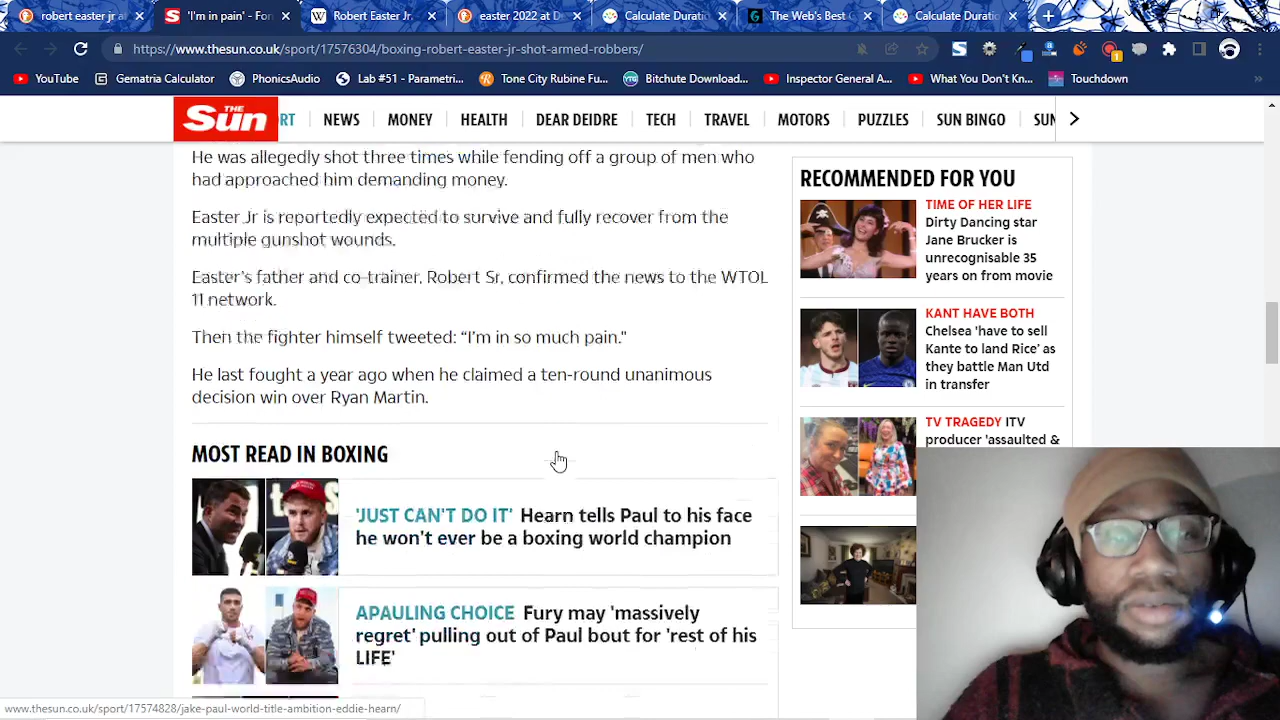 robert easter jr a
'I'm in pain' - For
Robert Easter Jr.
easter 2022 at D
Calculate Duratio
The Web's Best G
Calculate Duratio
https://www.thesun.co.uk/sport/17576304/boxing-robert-easter-jr-shot-armed-robbers/
YouTube
Gematria Calculator
PhonicsAudio
Lab #51 - Parametri...
Tone City Rubine Fu...
Bitchute Download...
Inspector General A...
What You Don't Kn...
Touchdown
THE Sun
RT
NEWS
MONEY
HEALTH
DEAR DEIDRE
TECH
TRAVEL
MOTORS
PUZZLES
SUN BINGO
SUN
He was allegedly shot three times while fending off a group of men who
had approached him demanding money.
Easter Jr is reportedly expected to survive and fully recover from the
multiple gunshot wounds.
Easter's father and co-trainer, Robert Sr, confirmed the news to the WTOL
11 network.
Then the fighter himself tweeted: "I'm in so much pain."
He last fought a year ago when he claimed a ten-round unanimous
decision win over Ryan Martin.
MOST READ IN BOXING
'JUST CAN'T DO IT' Hearn tells Paul to his face
he won't ever be a boxing world champion
APAULING CHOICE Fury may 'massively
regret' pulling out of Paul bout for 'rest of his
LIFE'
RECOMMENDED FOR YOU
TIME OF HER LIFE
Dirty Dancing star
Jane Brucker is
unrecognisable 35
years on from movie
KANT HAVE BOTH
Chelsea 'have to sell
Kante to land Rice' as
they battle Man Utd
in transfer
TV TRAGEDY ITV
producer 'assaulted &
www.thesun.co.uk/sport/17574828/jake-paul-world-title-ambition-eddie-hearn/